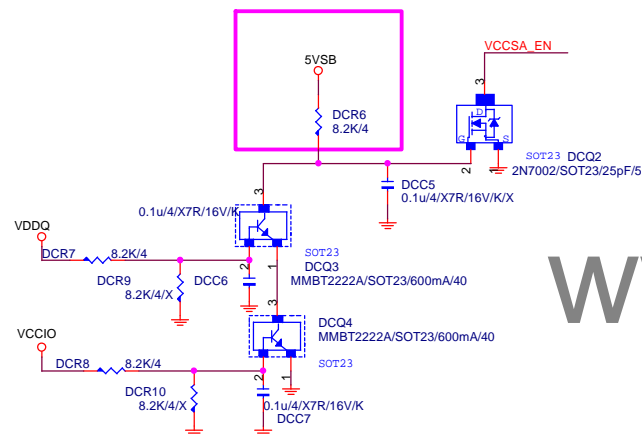 VCCSA_EN
5VSB
3
DCR6
8.2K/4
D
G
S
SOT23 DCQ2
2
1
2N7002/SOT23/25pF/5
DCC5
0.1u/4/X7R/16V/K/X
3
0.1u/4/X7R/16V/K
VDDQ
SOT23
DCR7
8.2K/4
2
1
DCQ3
DCR9
DCC6
MMBT2222A/SOT23/600mA/40
8.2K/4/X
3
DCQ4
VCCIO
MMBT2222A/SOT23/600mA/40
DCR8
8.2K/4
SOT23
2
1
DCR10
8.2K/4/X
0.1u/4/X7R/16V/K
DCC7